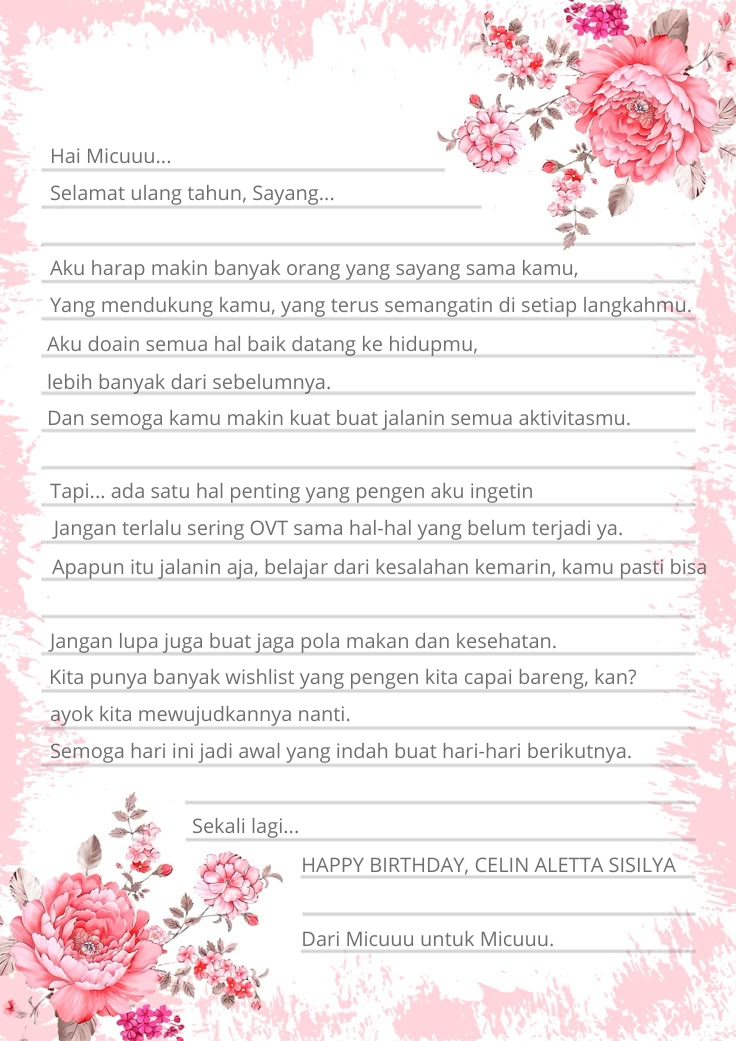 Hai Micuuu...
Selamat ulang tahun, Sayang...
Aku harap makin banyak orang yang sayang sama kamu,
Yang mendukung kamu, yang terus semangatin di setiap langkahmu.
Aku doain semua hal baik datang ke hidupmu,
lebih banyak dari sebelumnya.
Dan semoga kamu makin kuat buat jalanin semua aktivitasmu.
Tapi... ada satu hal penting yang pengen aku ingetin
Jangan terlalu sering OVT sama hal-hal yang belum terjadi ya.
Apapun itu jalanin aja, belajar dari kesalahan kemarin, kamu pasti bisa
Jangan lupa juga buat jaga pola makan dan kesehatan.
Kita punya banyak wishlist yang pengen kita capai bareng, kan?
ayok kita mewujudkannya nanti.
Semoga hari ini jadi awal yang indah buat hari-hari berikutnya.
Sekali lagi...
HAPPY BIRTHDAY, CELIN ALETTA SISILYA
Dari Micuuu untuk Micuuu.